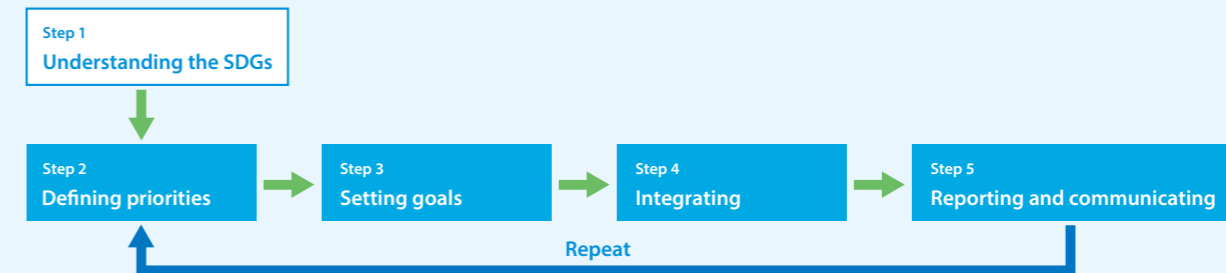 Step 1
Understanding the SDGs
Step 2
Defining priorities
Step 3
Setting goals
Step 4
Integrating
Step 5
Reporting and communicating
Repeat